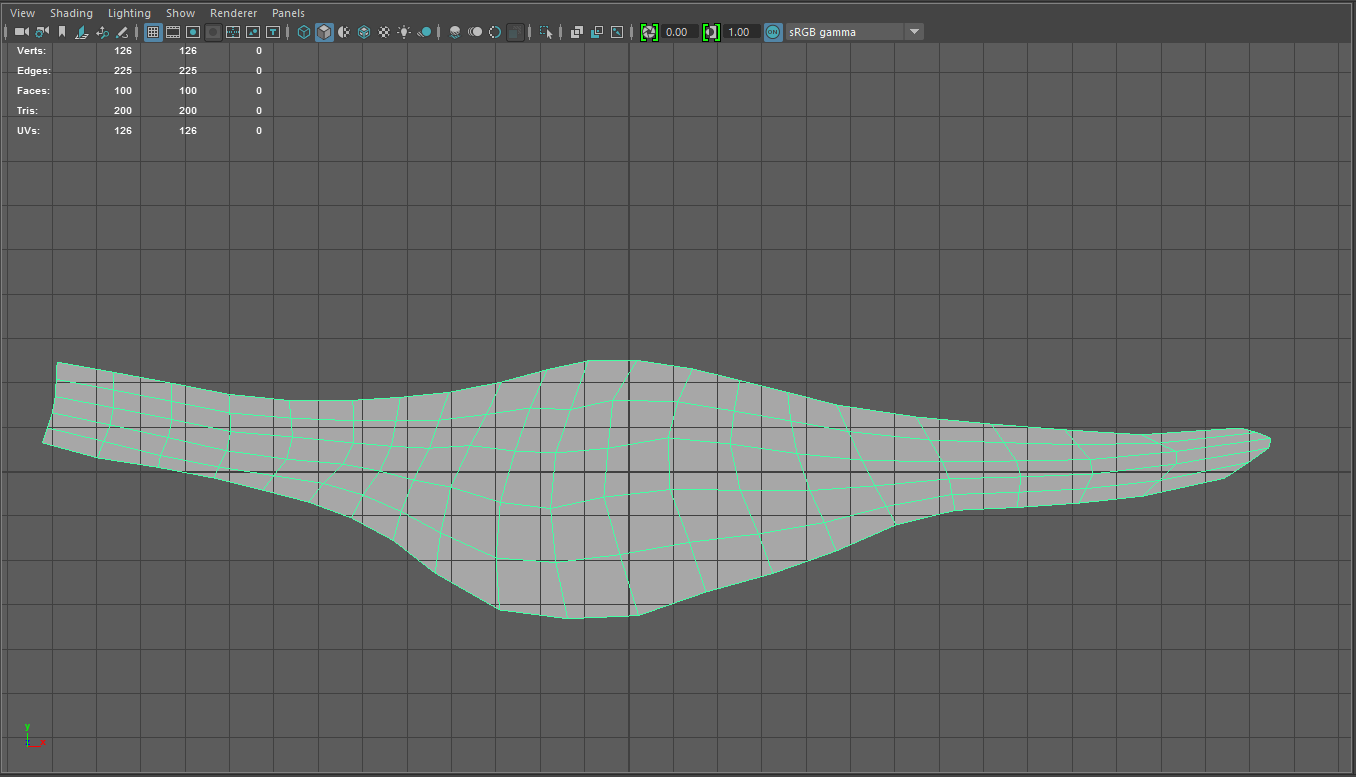 View Shading Lighting Show Renderer Panels
0.00 1.00 ON sRGB gamma
Verts: 126 126 0
Edges: 225 225 0
Faces: 100 100 0
Tris: 200 200 0
UVs: 126 126 0
y
z x